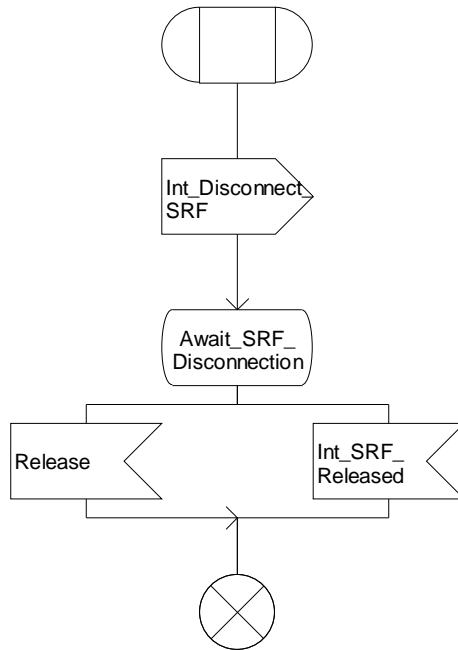 Int_Disconnect_
SRF
Await_SRF_
Disconnection
Release
Int_SRF_
Released